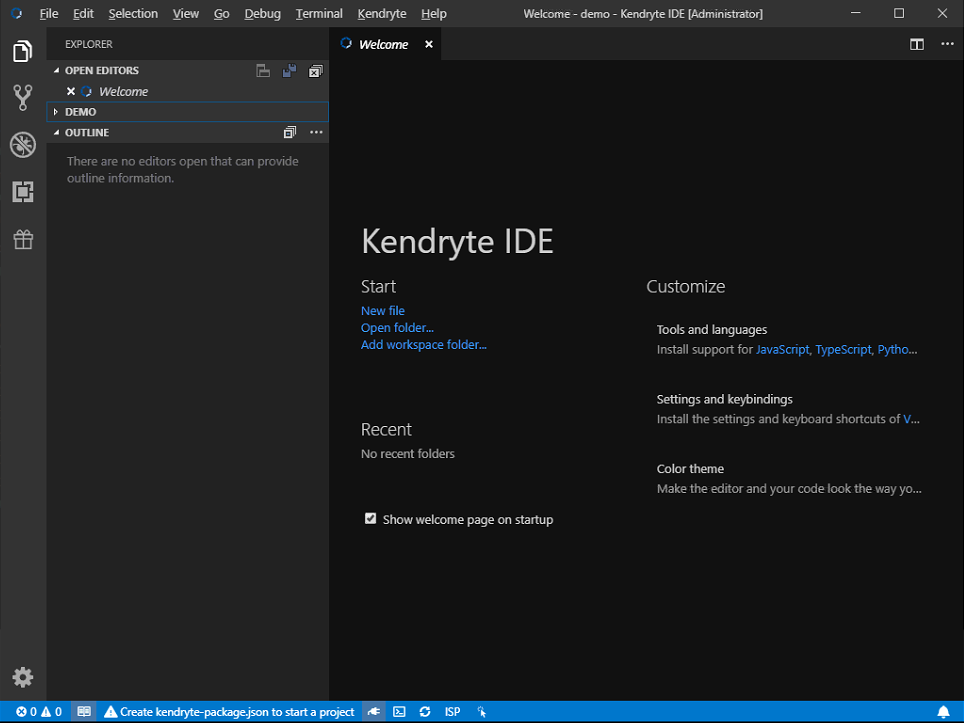 File Edit Selection View Go Debug Terminal Kendryte Help Welcome - demo - Kendryte IDE [Administrator]
EXPLORER
Welcome
OPEN EDITORS
Welcome
DEMO
OUTLINE
There are no editors open that can provide
outline information.
Kendryte IDE
Start
New file
Open folder...
Add workspace folder...
Recent
No recent folders
Show welcome page on startup
Customize
Tools and languages
Install support for JavaScript, TypeScript, Pytho...
Settings and keybindings
Install the settings and keyboard shortcuts of V...
Color theme
Make the editor and your code look the way yo...
0 0 Create kendryte-package.json to start a project ISP